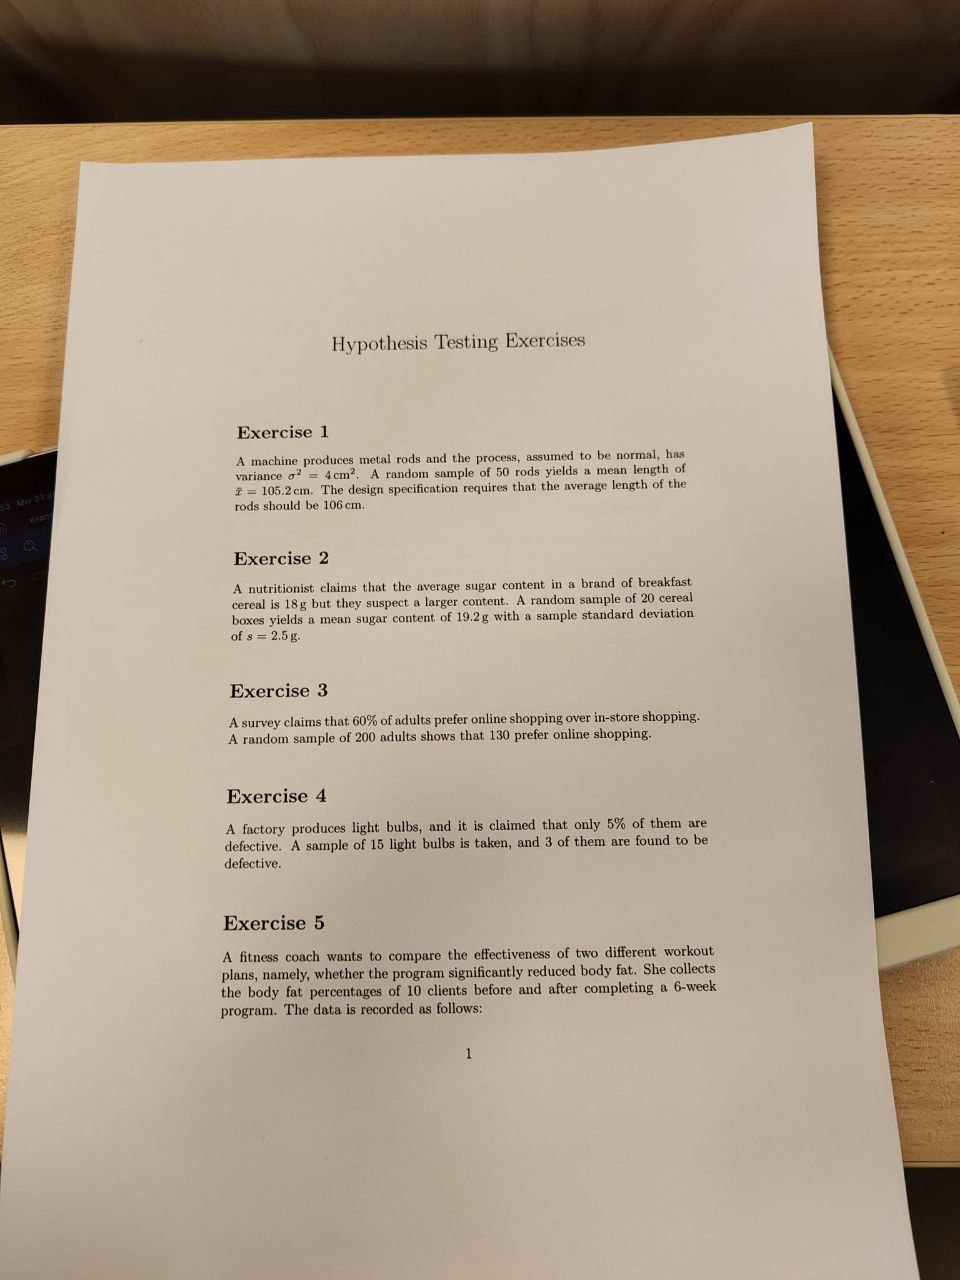 Hypothesis Testing Exercises
Exercise 1
A machine produces metal rods and the process, assumed to be normal, has
variance σ² = 4 cm². A random sample of 50 rods yields a mean length of
x̄ = 105.2 cm. The design specification requires that the average length of the
rods should be 106 cm.
Exercise 2
A nutritionist claims that the average sugar content in a brand of breakfast
cereal is 18 g but they suspect a larger content. A random sample of 20 cereal
boxes yields a mean sugar content of 19.2 g with a sample standard deviation
of s = 2.5 g.
Exercise 3
A survey claims that 60% of adults prefer online shopping over in-store shopping.
A random sample of 200 adults shows that 130 prefer online shopping.
Exercise 4
A factory produces light bulbs, and it is claimed that only 5% of them are
defective. A sample of 15 light bulbs is taken, and 3 of them are found to be
defective.
Exercise 5
A fitness coach wants to compare the effectiveness of two different workout
plans, namely, whether the program significantly reduced body fat. She collects
the body fat percentages of 10 clients before and after completing a 6-week
program. The data is recorded as follows:
1